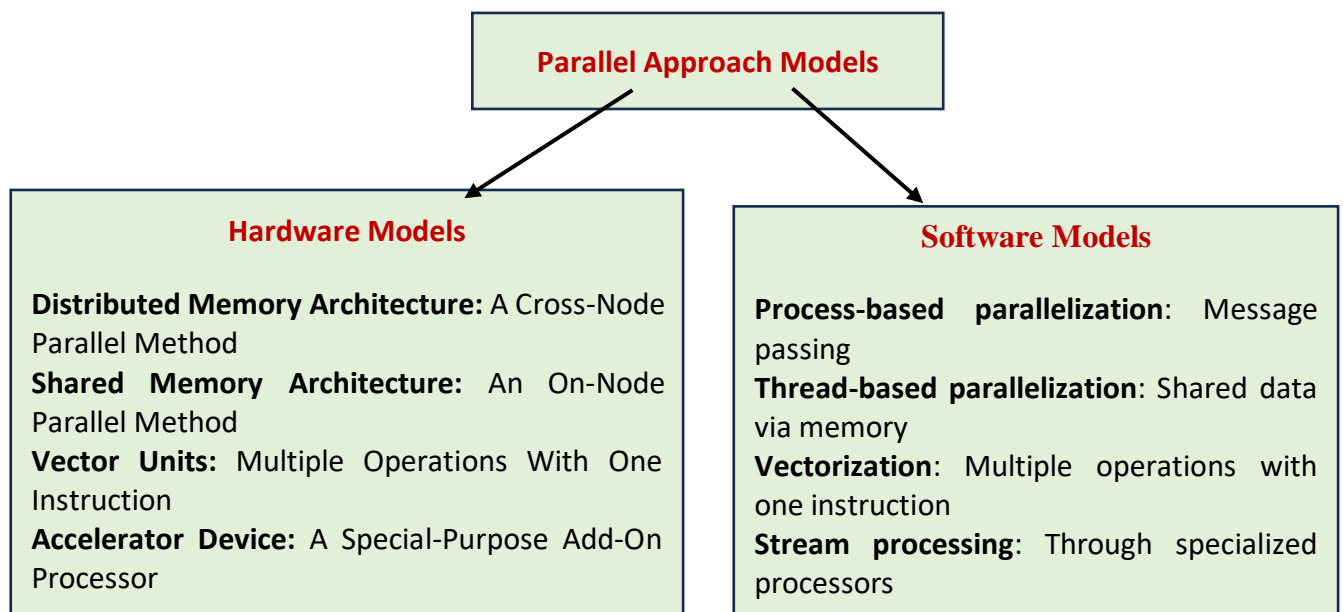 Parallel Approach Models
Hardware Models
Distributed Memory Architecture: A Cross-Node
Parallel Method
Shared Memory Architecture: An On-Node
Parallel Method
Vector Units: Multiple Operations With One
Instruction
Accelerator Device: A Special-Purpose Add-On
Processor
Software Models
Process-based parallelization: Message
passing
Thread-based parallelization: Shared data
via memory
Vectorization: Multiple operations with
one instruction
Stream processing: Through specialized
processors